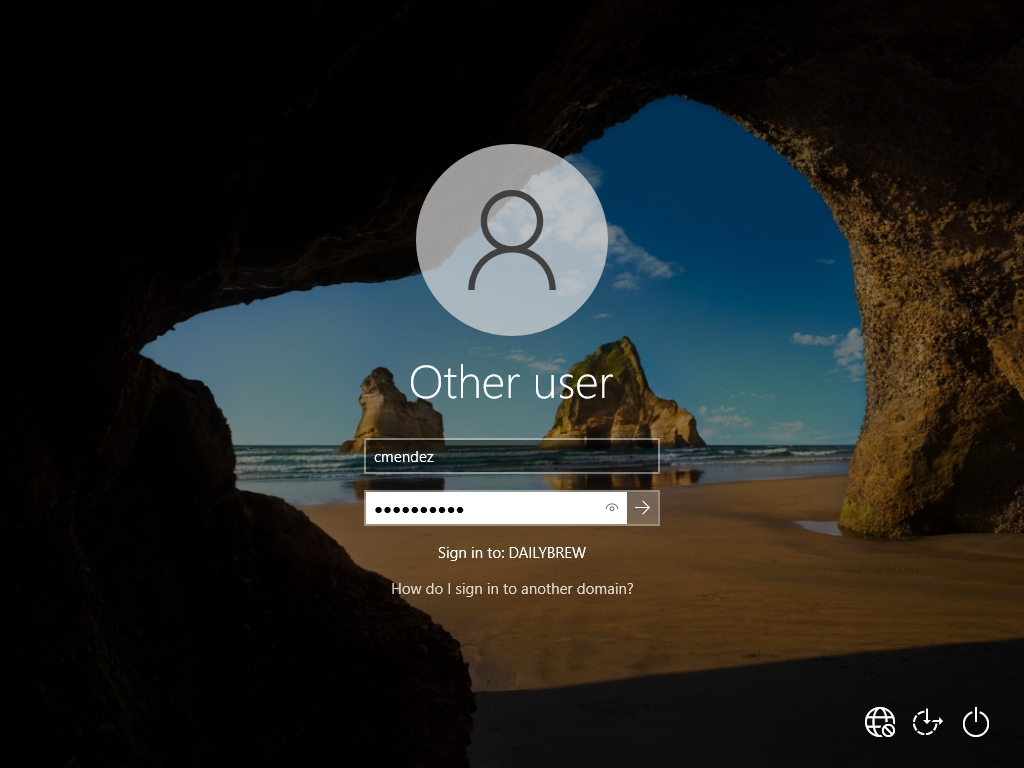 Other user
cmendez
Sign in to: DAILYBREW
How do I sign in to another domain?